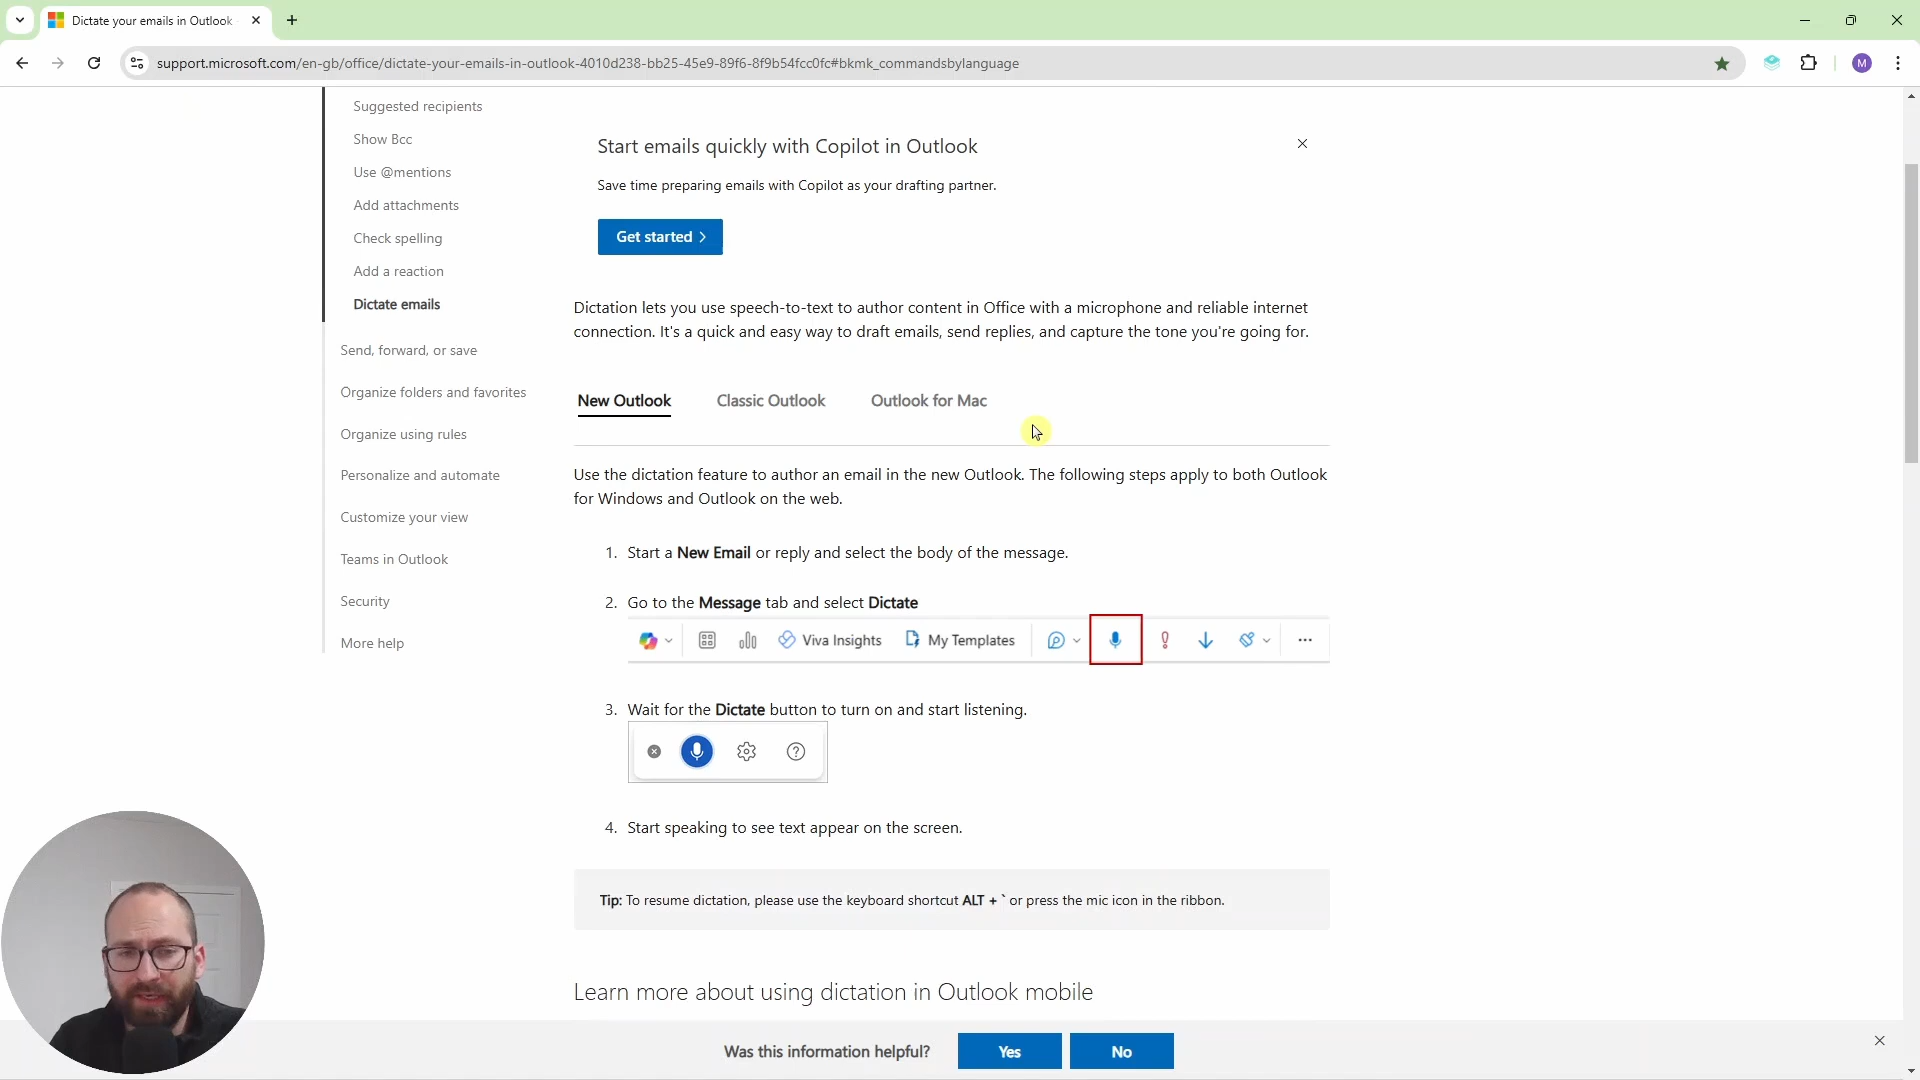 Dictate your emails in Outlook
support.microsoft.com/en-gb/office/dictate-your-emails-in-outlook-4010d238-bb25-45e9-89f6-8f9b54fcc0fc#bkmk_commandsbylanguage
M
Suggested recipients
Show Bcc
Use @mentions
Add attachments
Check spelling
Add a reaction
Dictate emails
Send, forward, or save
Organize folders and favorites
Organize using rules
Personalize and automate
Customize your view
Teams in Outlook
Security
More help
Start emails quickly with Copilot in Outlook
Save time preparing emails with Copilot as your drafting partner.
Get started >
Dictation lets you use speech-to-text to author content in Office with a microphone and reliable internet
connection. It's a quick and easy way to draft emails, send replies, and capture the tone you're going for.
New Outlook Classic Outlook Outlook for Mac
Use the dictation feature to author an email in the new Outlook. The following steps apply to both Outlook
for Windows and Outlook on the web.
1. Start a New Email or reply and select the body of the message.
2. Go to the Message tab and select Dictate
Viva Insights My Templates
3. Wait for the Dictate button to turn on and start listening.
4. Start speaking to see text appear on the screen.
Tip: To resume dictation, please use the keyboard shortcut ALT + ` or press the mic icon in the ribbon.
Learn more about using dictation in Outlook mobile
Was this information helpful? Yes No